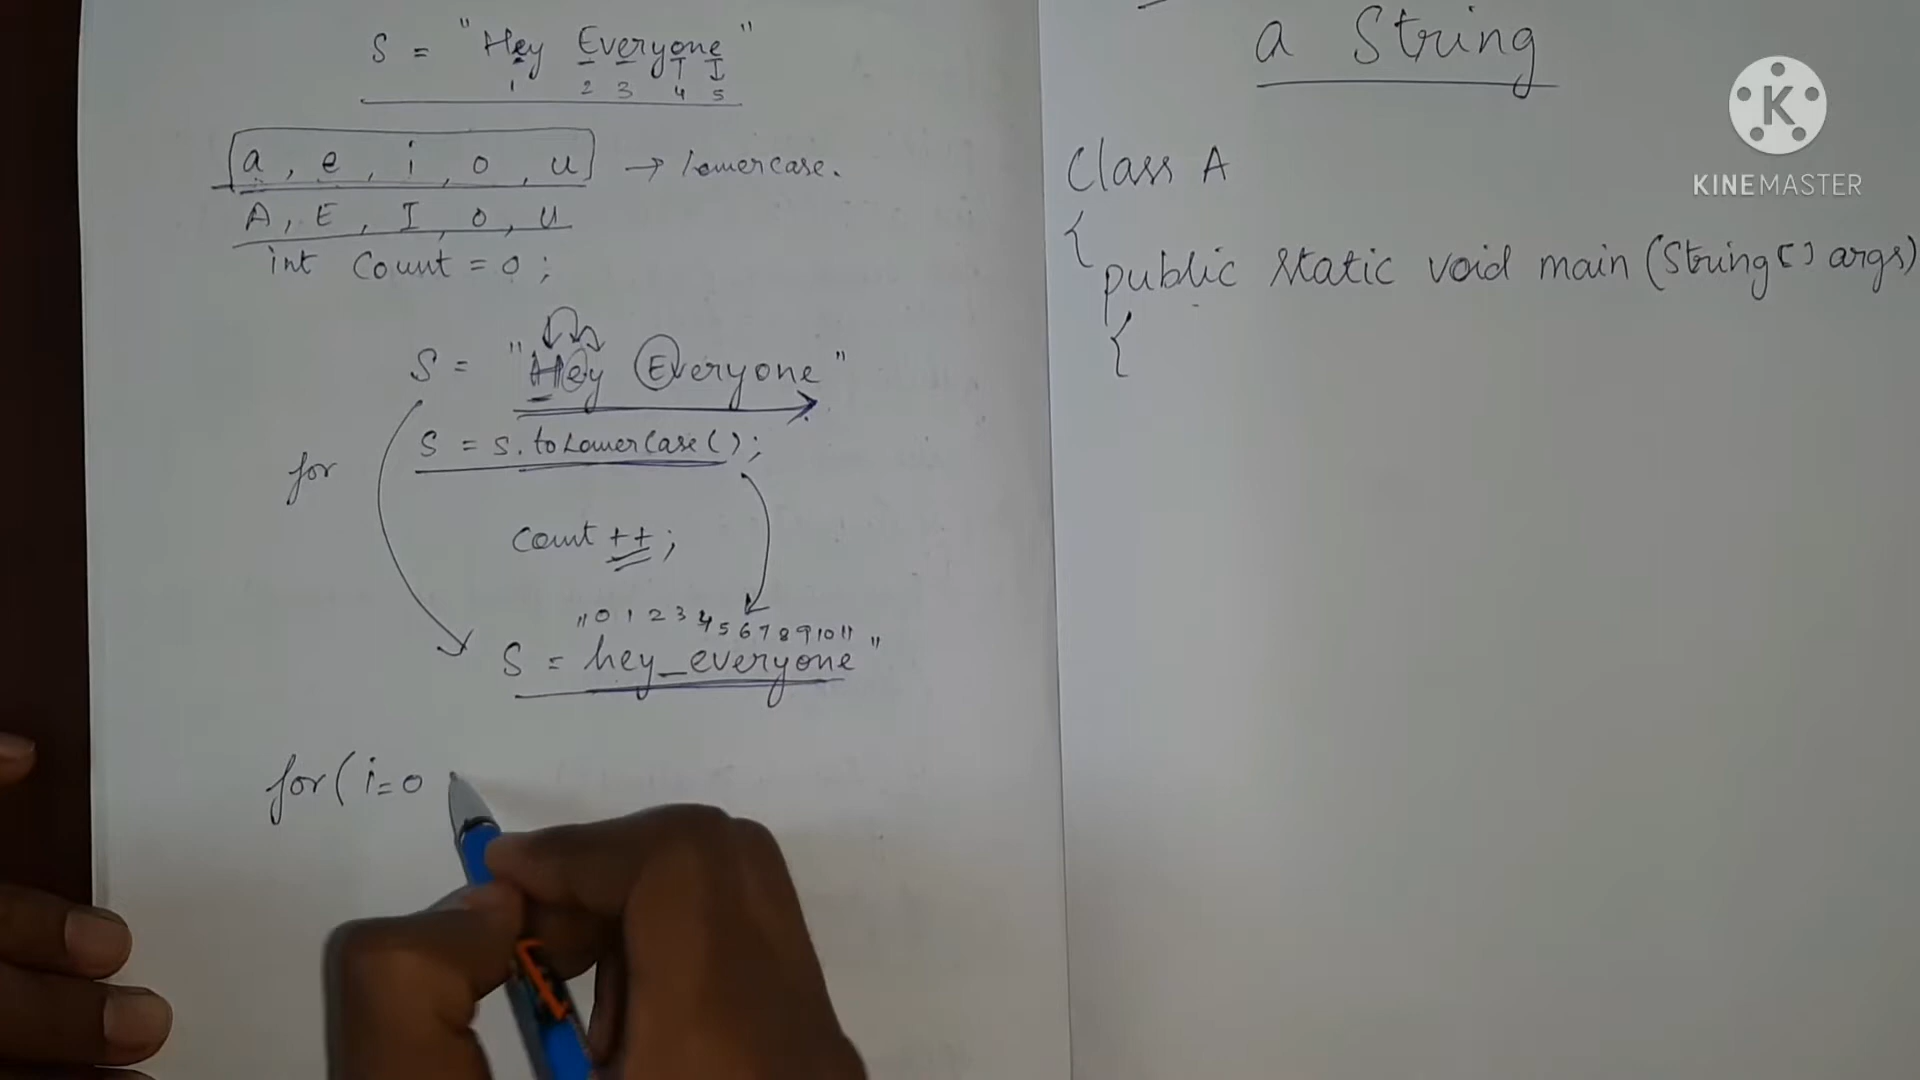 S = "Hey Everyone"
1 2 3 4 5
a, e, i, o, u → Lowercase.
A, E, I, o, u
int Count = 0;
S = "Hey Everyone"
S = s.toLowerCase();
for
Count ++;
"0 1 2 3 4 5 6 7 8 9 10 11 "
S = hey_everyone
for( i=0
a String
Class A
{
public static void main (String[] args)
{
K
KINEMASTER